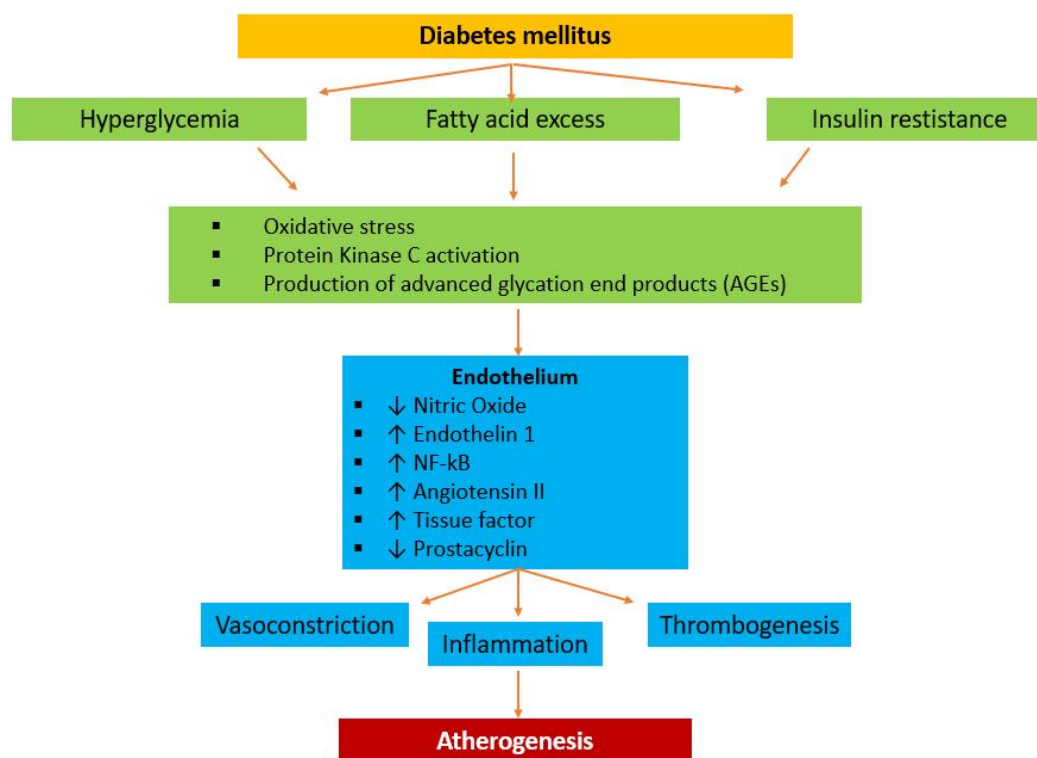 Diabetes mellitus
Hyperglycemia
Fatty acid excess
Insulin restistance
▪ Oxidative stress
▪ Protein Kinase C activation
▪ Production of advanced glycation end products (AGEs)
Endothelium
▪ ↓ Nitric Oxide
▪ ↑ Endothelin 1
▪ ↑ NF-kB
▪ ↑ Angiotensin II
▪ ↑ Tissue factor
▪ ↓ Prostacyclin
Vasoconstriction
Inflammation
Thrombogenesis
Atherogenesis